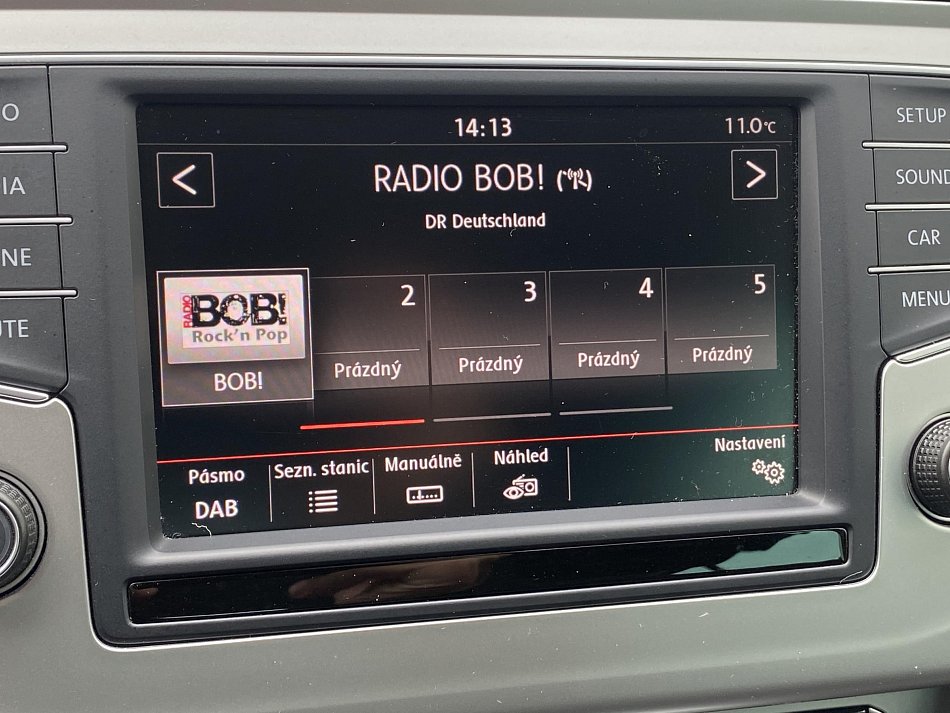 14:13
11.0°C
<
RADIO BOB!
>
DR Deutschland
RADIO
BOB!
Rock'n Pop
BOB!
2
Prázdný
3
Prázdný
4
Prázdný
5
Prázdný
Pásmo
DAB
Sezn. stanic
Manuálně
Náhled
Nastavení
O
IA
NE
UTE
SETUP
SOUND
CAR
MENU